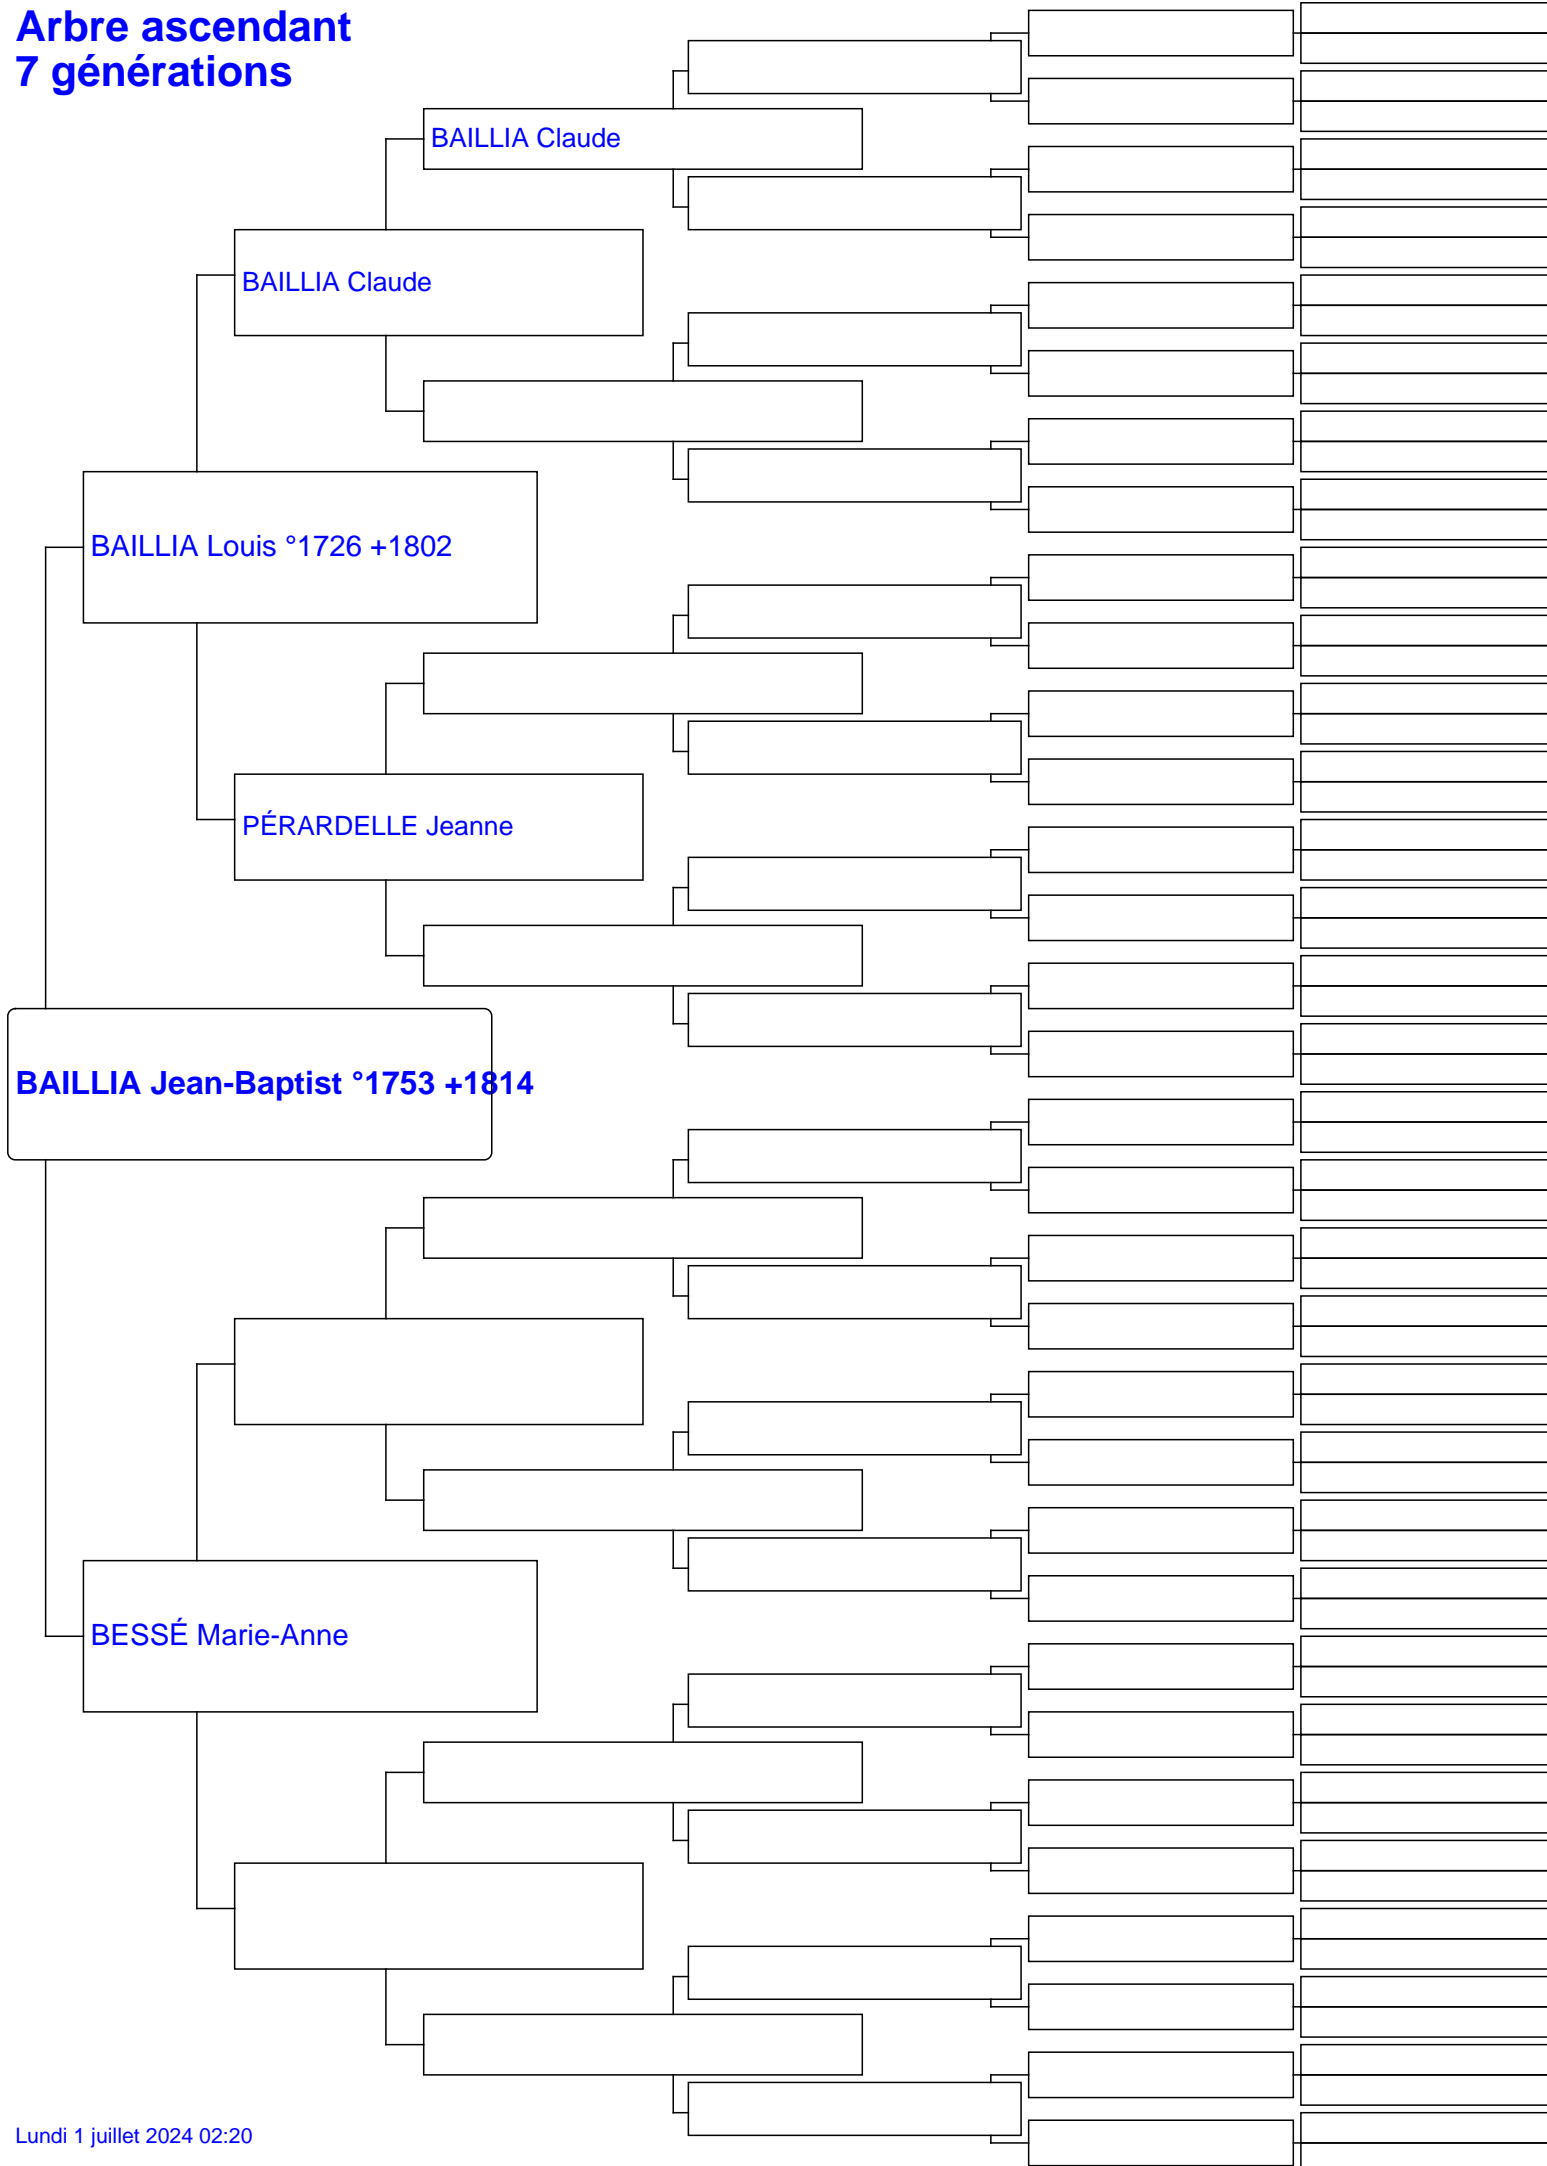 Arbre ascendant
7 générations
BAILLIA Claude
BAILLIA Claude
BAILLIA Louis °1726 +1802
PÉRARDELLE Jeanne
BAILLIA Jean-Baptist °1753 +1814
BESSÉ Marie-Anne
Lundi 1 juillet 2024 02:20